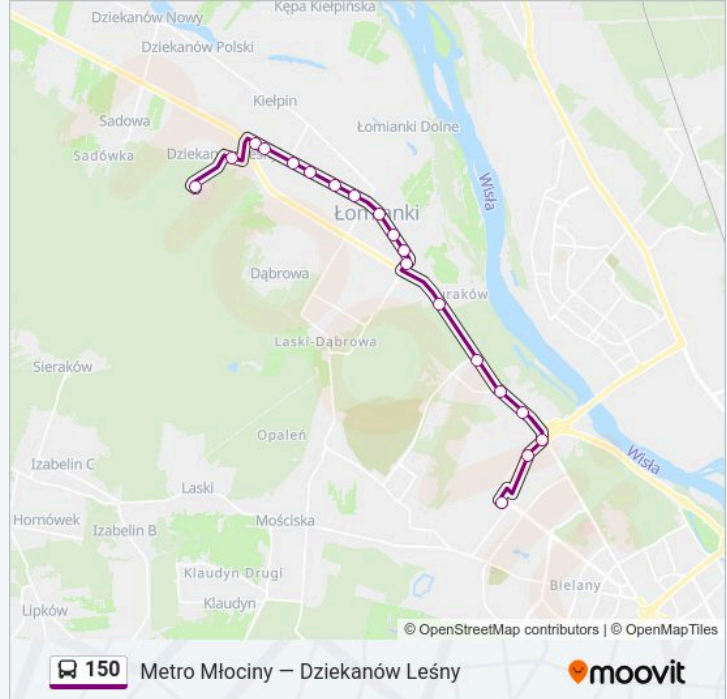 Dziekanów Nowy
Kępa Kiełpińska
Dziekanów Polski
Kiełpin
Sadowa
Łomianki Dolne
Sadówka
Wisła
Łomianki
Dąbrowa
Laski-Dąbrowa
Sieraków
Opaleń
Izabelin C
Wisła
Laski
Hornówek
Mościska
Izabelin B
Klaudyn Drugi
Bielany
Klaudyn
Lipków
© OpenStreetMap contributors | © OpenMapTiles
150 Metro Młociny — Dziekanów Leśny
moovit